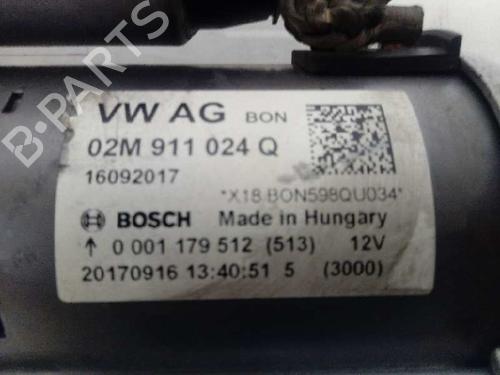 B-PARTS
VW AG BON
02M 911 024 Q
16092017
*X18 BON598QU034*
BOSCH Made in Hungary
↑ 0 001 179 512 (513) 12V
20170916 13:40:51 5 (3000)